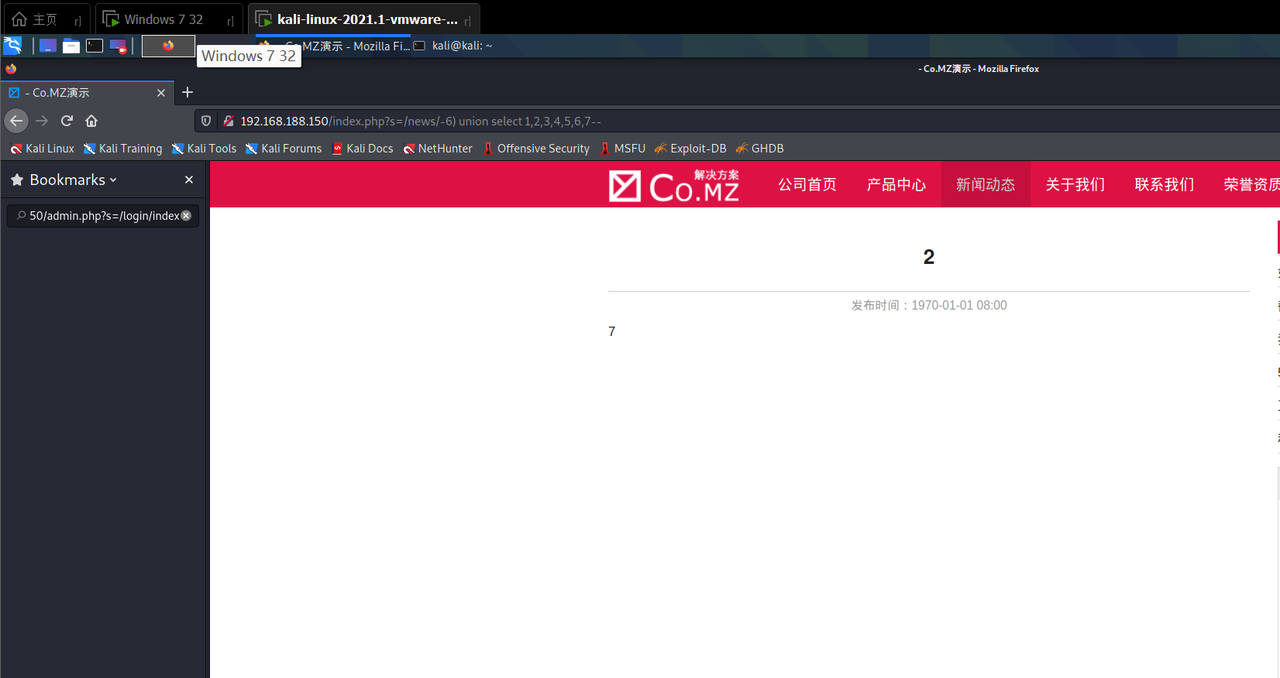 主页 r]
Windows 7 32 r]
kali-linux-2021.1-vmware-... r]
Co.MZ演示 - Mozilla Fi...
kali@kali: ~
Windows 7 32
- Co.MZ演示 - Mozilla Firefox
- Co.MZ演示
192.168.188.150/index.php?s=/news/-6) union select 1,2,3,4,5,6,7--
Kali Linux Kali Training Kali Tools Kali Forums Kali Docs NetHunter Offensive Security MSFU Exploit-DB GHDB
Bookmarks
50/admin.php?s=/login/index
解决方案
Co.MZ
公司首页 产品中心 新闻动态 关于我们 联系我们 荣誉资质
2
发布时间：1970-01-01 08:00
7